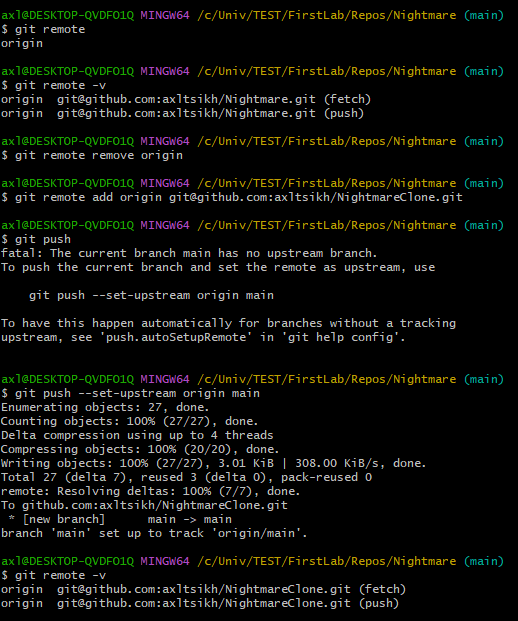 axl@DESKTOP-QVDFO1Q MINGW64 /c/Univ/TEST/FirstLab/Repos/Nightmare (main)
$ git remote
origin
axl@DESKTOP-QVDFO1Q MINGW64 /c/Univ/TEST/FirstLab/Repos/Nightmare (main)
$ git remote -v
origin  git@github.com:axltsikh/Nightmare.git (fetch)
origin  git@github.com:axltsikh/Nightmare.git (push)
axl@DESKTOP-QVDFO1Q MINGW64 /c/Univ/TEST/FirstLab/Repos/Nightmare (main)
$ git remote remove origin
axl@DESKTOP-QVDFO1Q MINGW64 /c/Univ/TEST/FirstLab/Repos/Nightmare (main)
$ git remote add origin git@github.com:axltsikh/NightmareClone.git
axl@DESKTOP-QVDFO1Q MINGW64 /c/Univ/TEST/FirstLab/Repos/Nightmare (main)
$ git push
fatal: The current branch main has no upstream branch.
To push the current branch and set the remote as upstream, use
    git push --set-upstream origin main
To have this happen automatically for branches without a tracking
upstream, see 'push.autoSetupRemote' in 'git help config'.
axl@DESKTOP-QVDFO1Q MINGW64 /c/Univ/TEST/FirstLab/Repos/Nightmare (main)
$ git push --set-upstream origin main
Enumerating objects: 27, done.
Counting objects: 100% (27/27), done.
Delta compression using up to 4 threads
Compressing objects: 100% (20/20), done.
Writing objects: 100% (27/27), 3.01 KiB | 308.00 KiB/s, done.
Total 27 (delta 7), reused 3 (delta 0), pack-reused 0
remote: Resolving deltas: 100% (7/7), done.
To github.com:axltsikh/NightmareClone.git
 * [new branch]      main -> main
branch 'main' set up to track 'origin/main'.
axl@DESKTOP-QVDFO1Q MINGW64 /c/Univ/TEST/FirstLab/Repos/Nightmare (main)
$ git remote -v
origin  git@github.com:axltsikh/NightmareClone.git (fetch)
origin  git@github.com:axltsikh/NightmareClone.git (push)